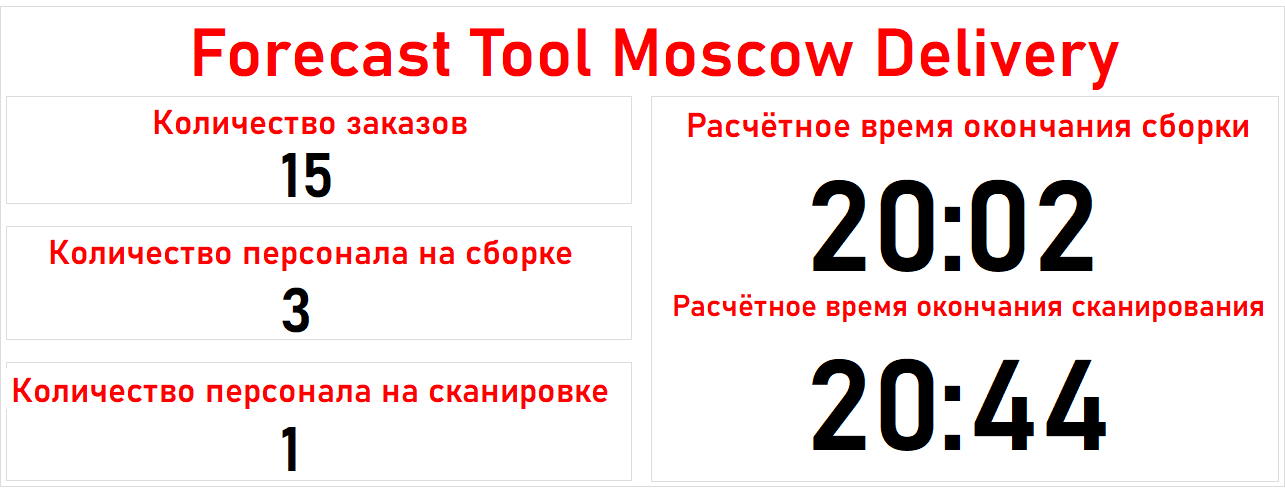 Forecast Tool Moscow Delivery
Количество заказов
15
Количество персонала на сборке
3
Количество персонала на сканировке
1
Расчётное время окончания сборки
20:02
Расчётное время окончания сканирования
20:44